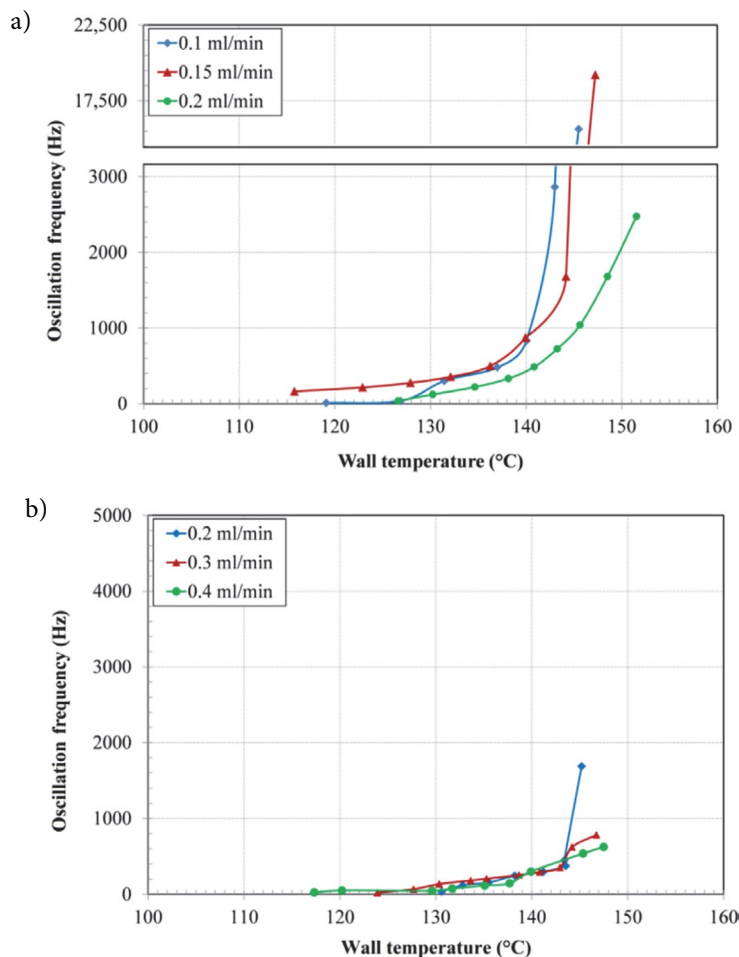 a)
22,500
17,500
3000
2000
1000
0
Oscillation frequency (Hz)
0.1 ml/min
0.15 ml/min
0.2 ml/min
100 110 120 130 140 150 160
Wall temperature (°C)
b)
5000
4000
3000
2000
1000
0
Oscillation frequency (Hz)
0.2 ml/min
0.3 ml/min
0.4 ml/min
100 110 120 130 140 150 160
Wall temperature (°C)